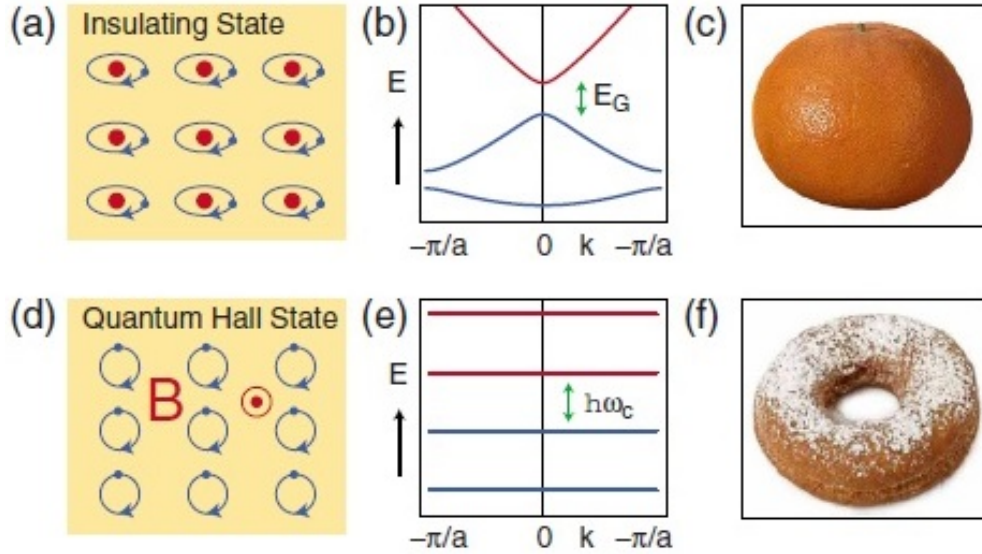 (a)
Insulating State
(b)
E
E_G
–π/a
0
k
–π/a
(c)
(d)
Quantum Hall State
B
(e)
E
hω_c
–π/a
0
k
–π/a
(f)